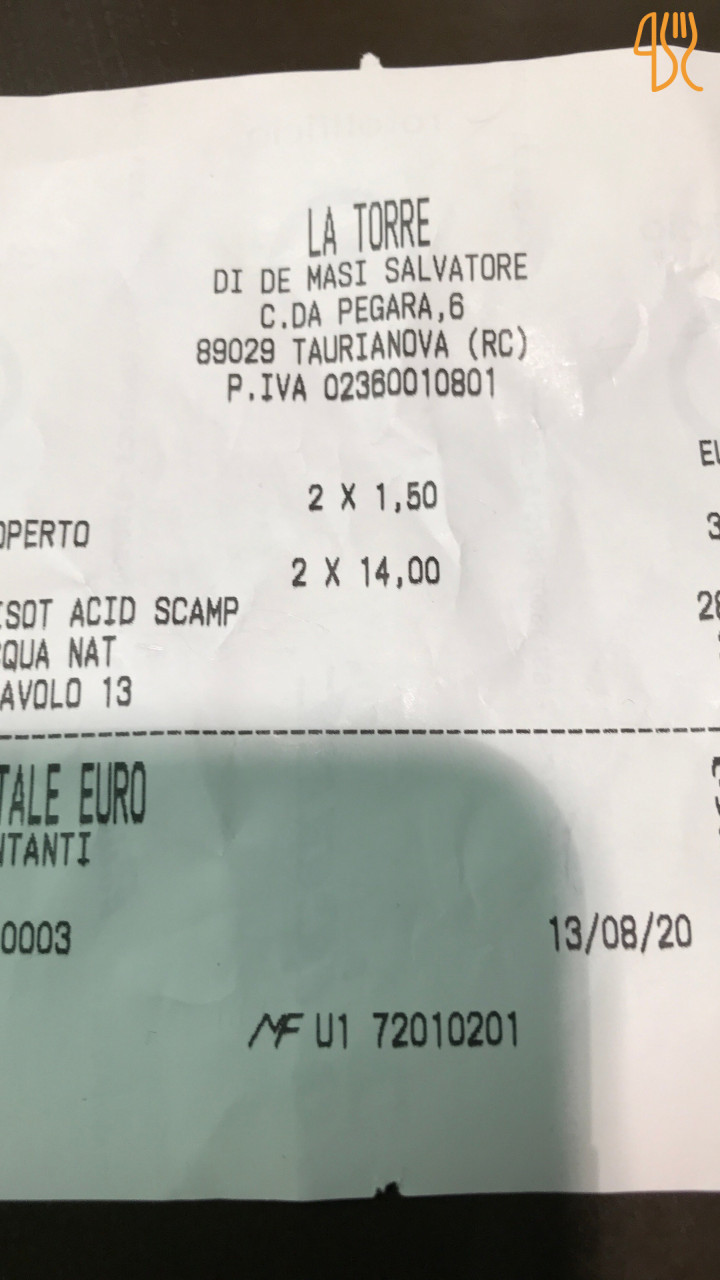 LA TORRE
DI DE MASI SALVATORE
C.DA PEGARA,6
89029 TAURIANOVA (RC)
P.IVA 02360010801
2 X 1,50
OPERTO
2 X 14,00
ISOT ACID SCAMP
QUA NAT
AVOLO 13
TALE EURO
NTANTI
0003 13/08/20
MF U1 72010201